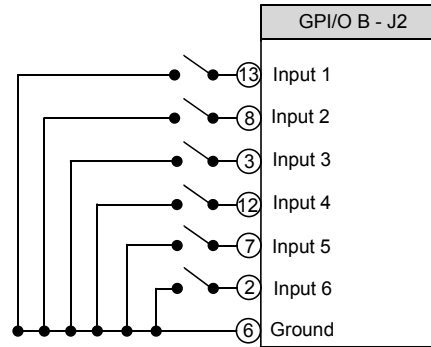 GPI/O B - J2
13 Input 1
8 Input 2
3 Input 3
12 Input 4
7 Input 5
2 Input 6
6 Ground